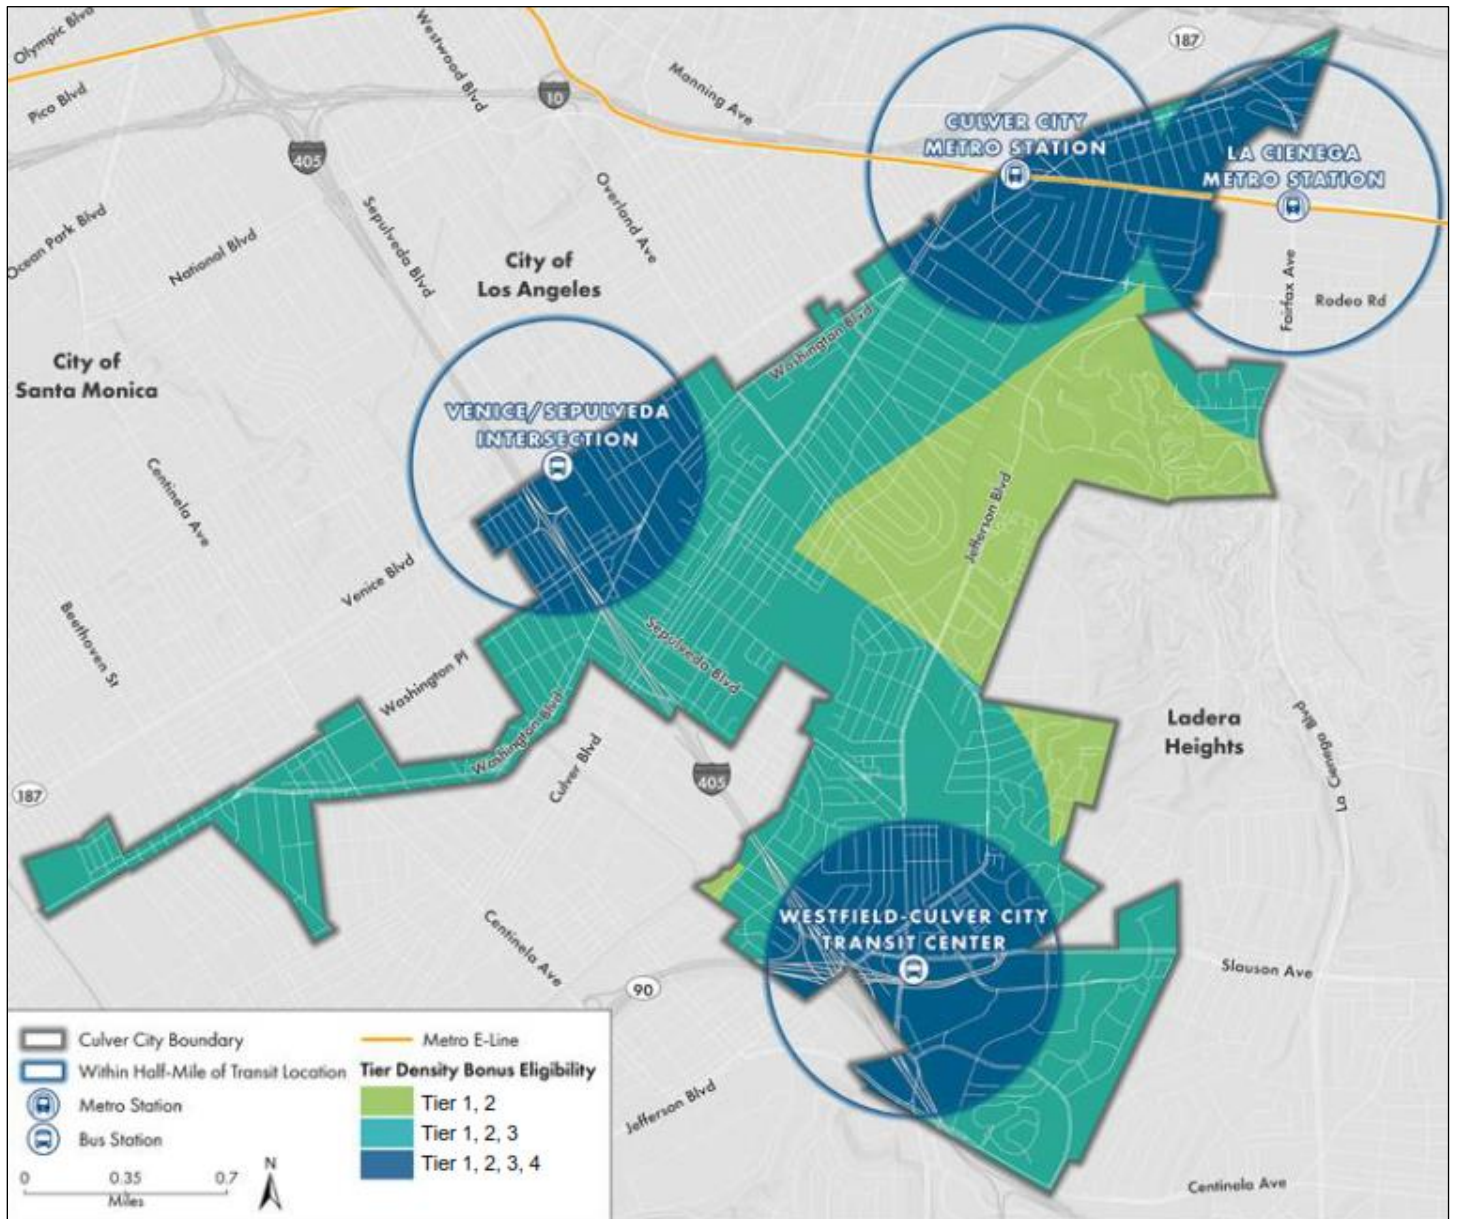 Olympic Blvd
Pico Blvd
Westwood Blvd
10
Manning Ave
187
405
CULVER CITY
METRO STATION
LA CIENEGA
METRO STATION
Ocean Park Blvd
National Blvd
Sepulveda Blvd
Overland Ave
City of
Los Angeles
Fairfax Ave
Rodeo Rd
City of
Santa Monica
Washington Blvd
VENICE/SEPULVEDA
INTERSECTION
Centinela Ave
Jefferson Blvd
Venice Blvd
Beethoven St
Sepulveda Blvd
Washington Pl
Washington Blvd
Culver Blvd
Ladera
Heights
La Cienega Blvd
405
187
WESTFIELD-CULVER CITY
TRANSIT CENTER
Centinela Ave
Slauson Ave
90
Jefferson Blvd
Centinela Ave
Culver City Boundary
Within Half-Mile of Transit Location
Metro Station
Bus Station
Metro E-Line
Tier Density Bonus Eligibility
Tier 1, 2
Tier 1, 2, 3
Tier 1, 2, 3, 4
0 0.35 0.7
Miles
N